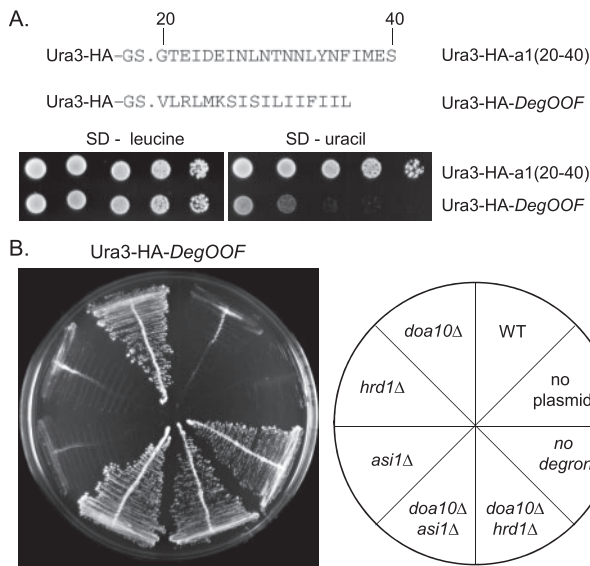 A.
20 40
Ura3-HA–GS.GTEIDEINLNTNNLYNFIMES Ura3-HA-a1(20-40)
Ura3-HA–GS.VLRLMKSISILIIFIIL Ura3-HA-DegOOF
SD - leucine SD - uracil
Ura3-HA-a1(20-40)
Ura3-HA-DegOOF
B.
Ura3-HA-DegOOF
doa10Δ WT
hrd1Δ no
plasmid
asi1Δ no
degron
doa10Δ doa10Δ
asi1Δ hrd1Δ